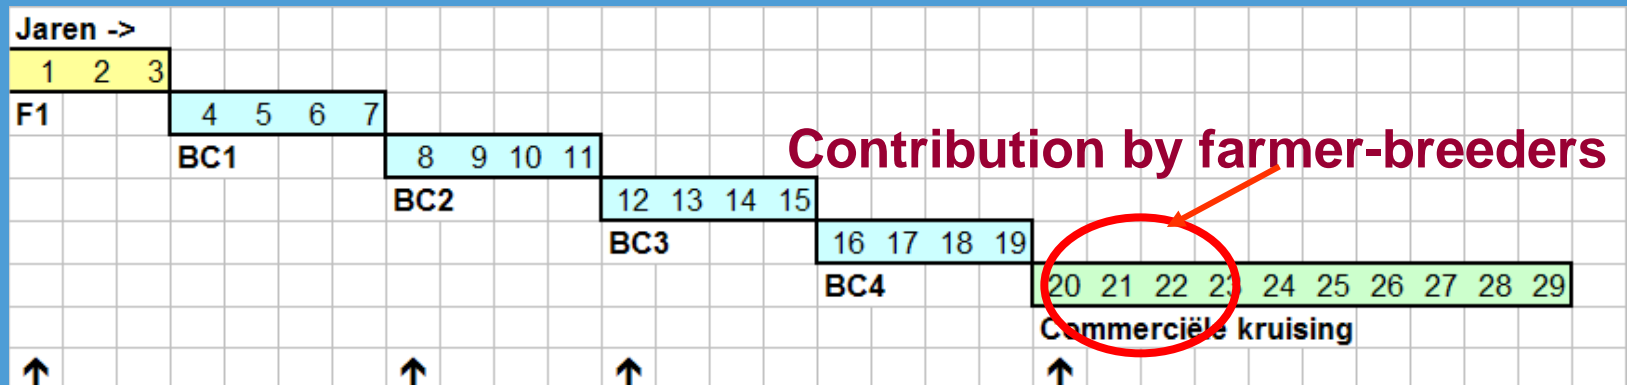 Jaren ->
1 2 3
F1 4 5 6 7
Contribution by farmer-breeders
BC1 8 9 10 11
BC2 12 13 14 15
BC3 16 17 18 19
BC4 20 21 22 23 24 25 26 27 28 29
Commerciële kruising
↑ ↑ ↑ ↑